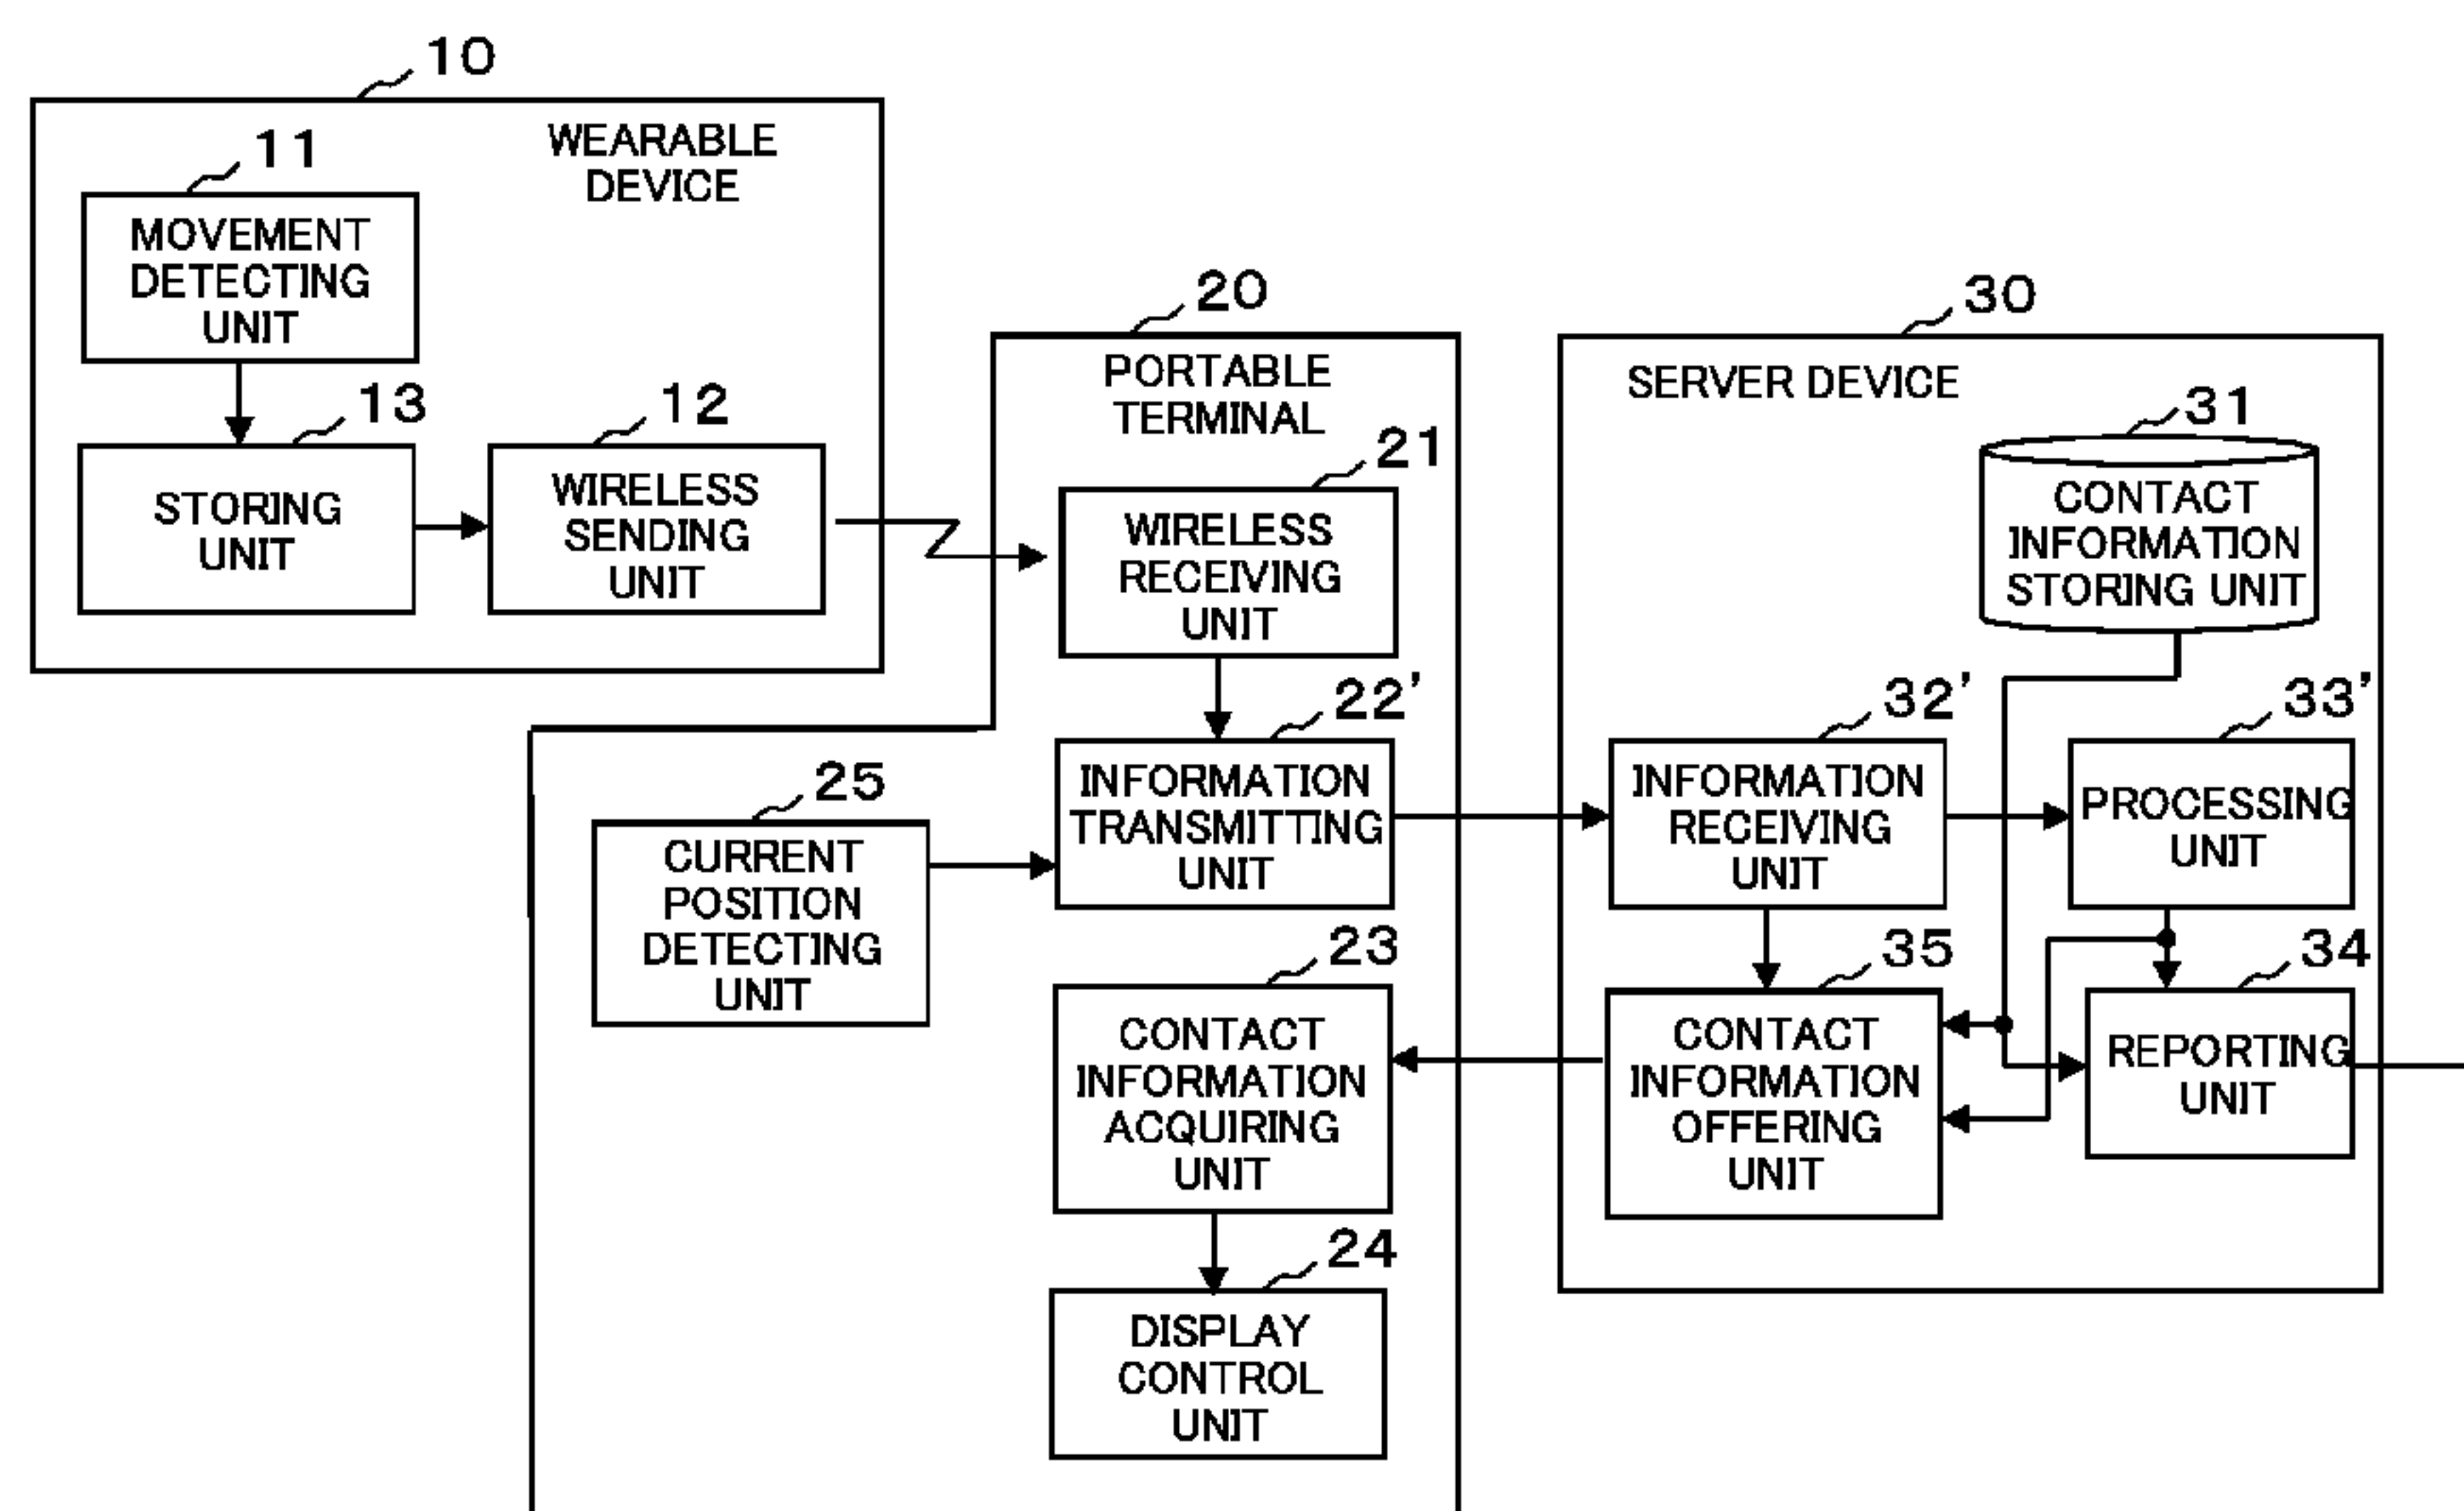 10
WEARABLE
DEVICE
11
MOVEMENT
DETECTING
UNIT
13
STORING
UNIT
12
WIRELESS
SENDING
UNIT
20
PORTABLE
TERMINAL
21
WIRELESS
RECEIVING
UNIT
22'
INFORMATION
TRANSMITTING
UNIT
25
CURRENT
POSITION
DETECTING
UNIT
23
CONTACT
INFORMATION
ACQUIRING
UNIT
24
DISPLAY
CONTROL
UNIT
30
SERVER DEVICE
31
CONTACT
INFORMATION
STORING UNIT
32'
INFORMATION
RECEIVING
UNIT
33'
PROCESSING
UNIT
35
CONTACT
INFORMATION
OFFERING
UNIT
34
REPORTING
UNIT